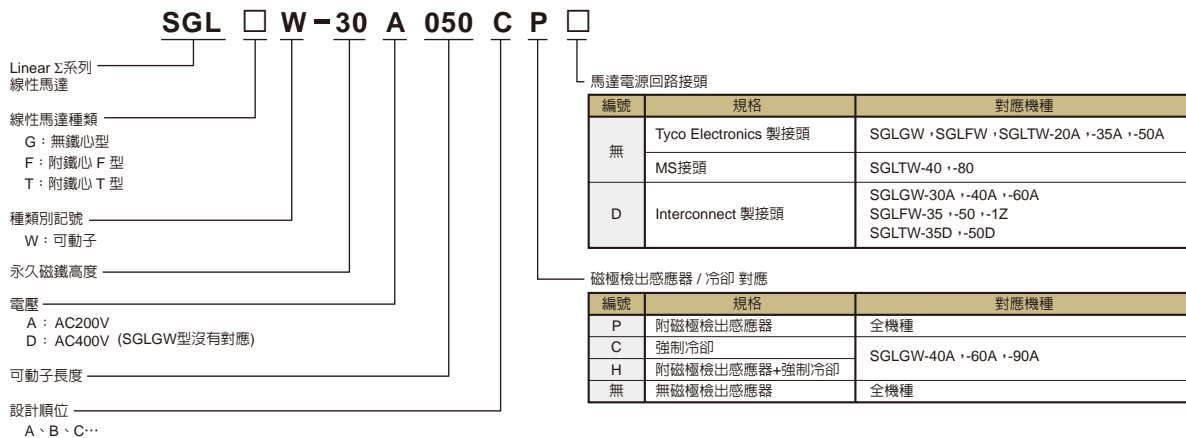 SGL □ W-30 A 050 C P □
Linear Σ系列
線性馬達
線性馬達種類
G：無鐵心型
F：附鐵心 F 型
T：附鐵心 T 型
種類別記號
W：可動子
永久磁鐵高度
電壓
A：AC200V
D：AC400V (SGLGW型沒有對應)
可動子長度
設計順位
A、B、C…
馬達電源回路接頭
編號 規格 對應機種
無 Tyco Electronics 製接頭 SGLGW，SGLFW，SGLTW-20A，-35A，-50A
MS接頭 SGLTW-40，-80
D Interconnect 製接頭 SGLGW-30A，-40A，-60A
SGLFW-35，-50，-1Z
SGLTW-35D，-50D
磁極檢出感應器 / 冷卻 對應
編號 規格 對應機種
P 附磁極檢出感應器 全機種
C 強制冷卻 SGLGW-40A，-60A，-90A
H 附磁極檢出感應器+強制冷卻
無 無磁極檢出感應器 全機種